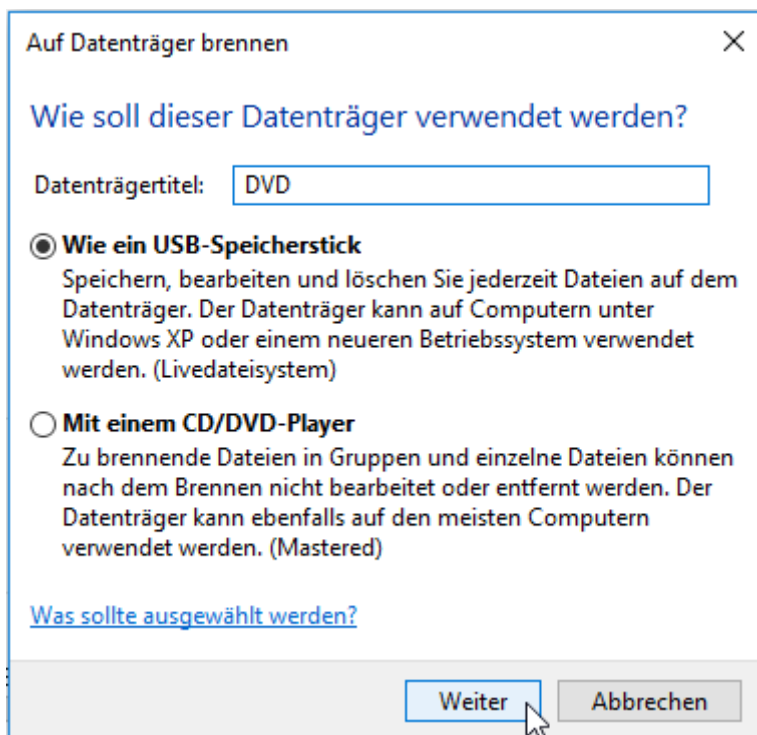 Auf Datenträger brennen
Wie soll dieser Datenträger verwendet werden?
Datenträgertitel: DVD
Wie ein USB-Speicherstick
Speichern, bearbeiten und löschen Sie jederzeit Dateien auf dem
Datenträger. Der Datenträger kann auf Computern unter
Windows XP oder einem neueren Betriebssystem verwendet
werden. (Livedateisystem)
Mit einem CD/DVD-Player
Zu brennende Dateien in Gruppen und einzelne Dateien können
nach dem Brennen nicht bearbeitet oder entfernt werden. Der
Datenträger kann ebenfalls auf den meisten Computern
verwendet werden. (Mastered)
Was sollte ausgewählt werden?
Weiter Abbrechen